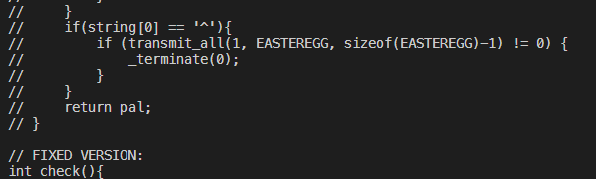 //     }
//     if(string[0] == '^'){
//         if (transmit_all(1, EASTEREGG, sizeof(EASTEREGG)-1) != 0) {
//             _terminate(0);
//         }
//     }
//     return pal;
// }

// FIXED VERSION:
int check(){